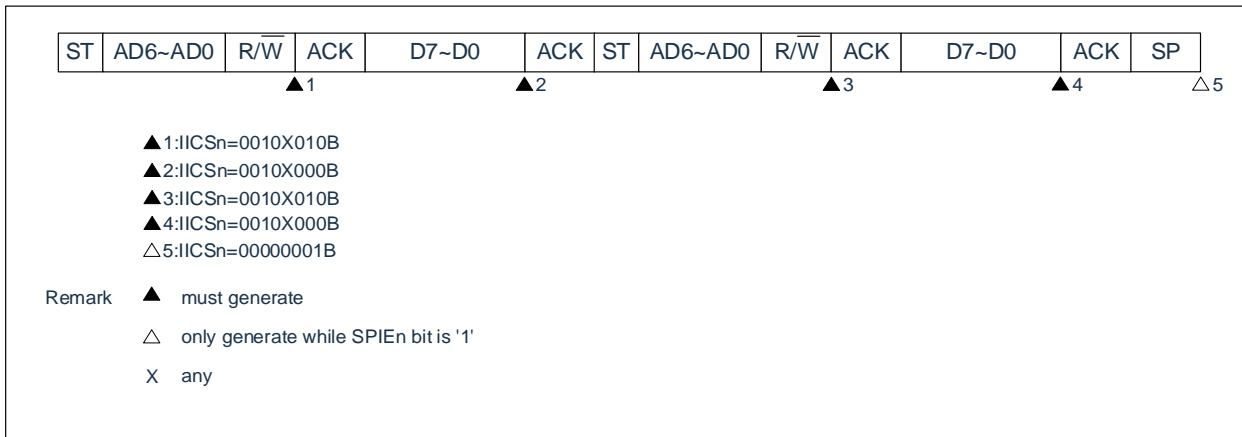 ST AD6~AD0 R/W̅ ACK D7~D0 ACK ST AD6~AD0 R/W̅ ACK D7~D0 ACK SP
▲1 ▲2 ▲3 ▲4 △5
▲1:IICSn=0010X010B
▲2:IICSn=0010X000B
▲3:IICSn=0010X010B
▲4:IICSn=0010X000B
△5:IICSn=00000001B
Remark ▲ must generate
△ only generate while SPIEn bit is '1'
X any